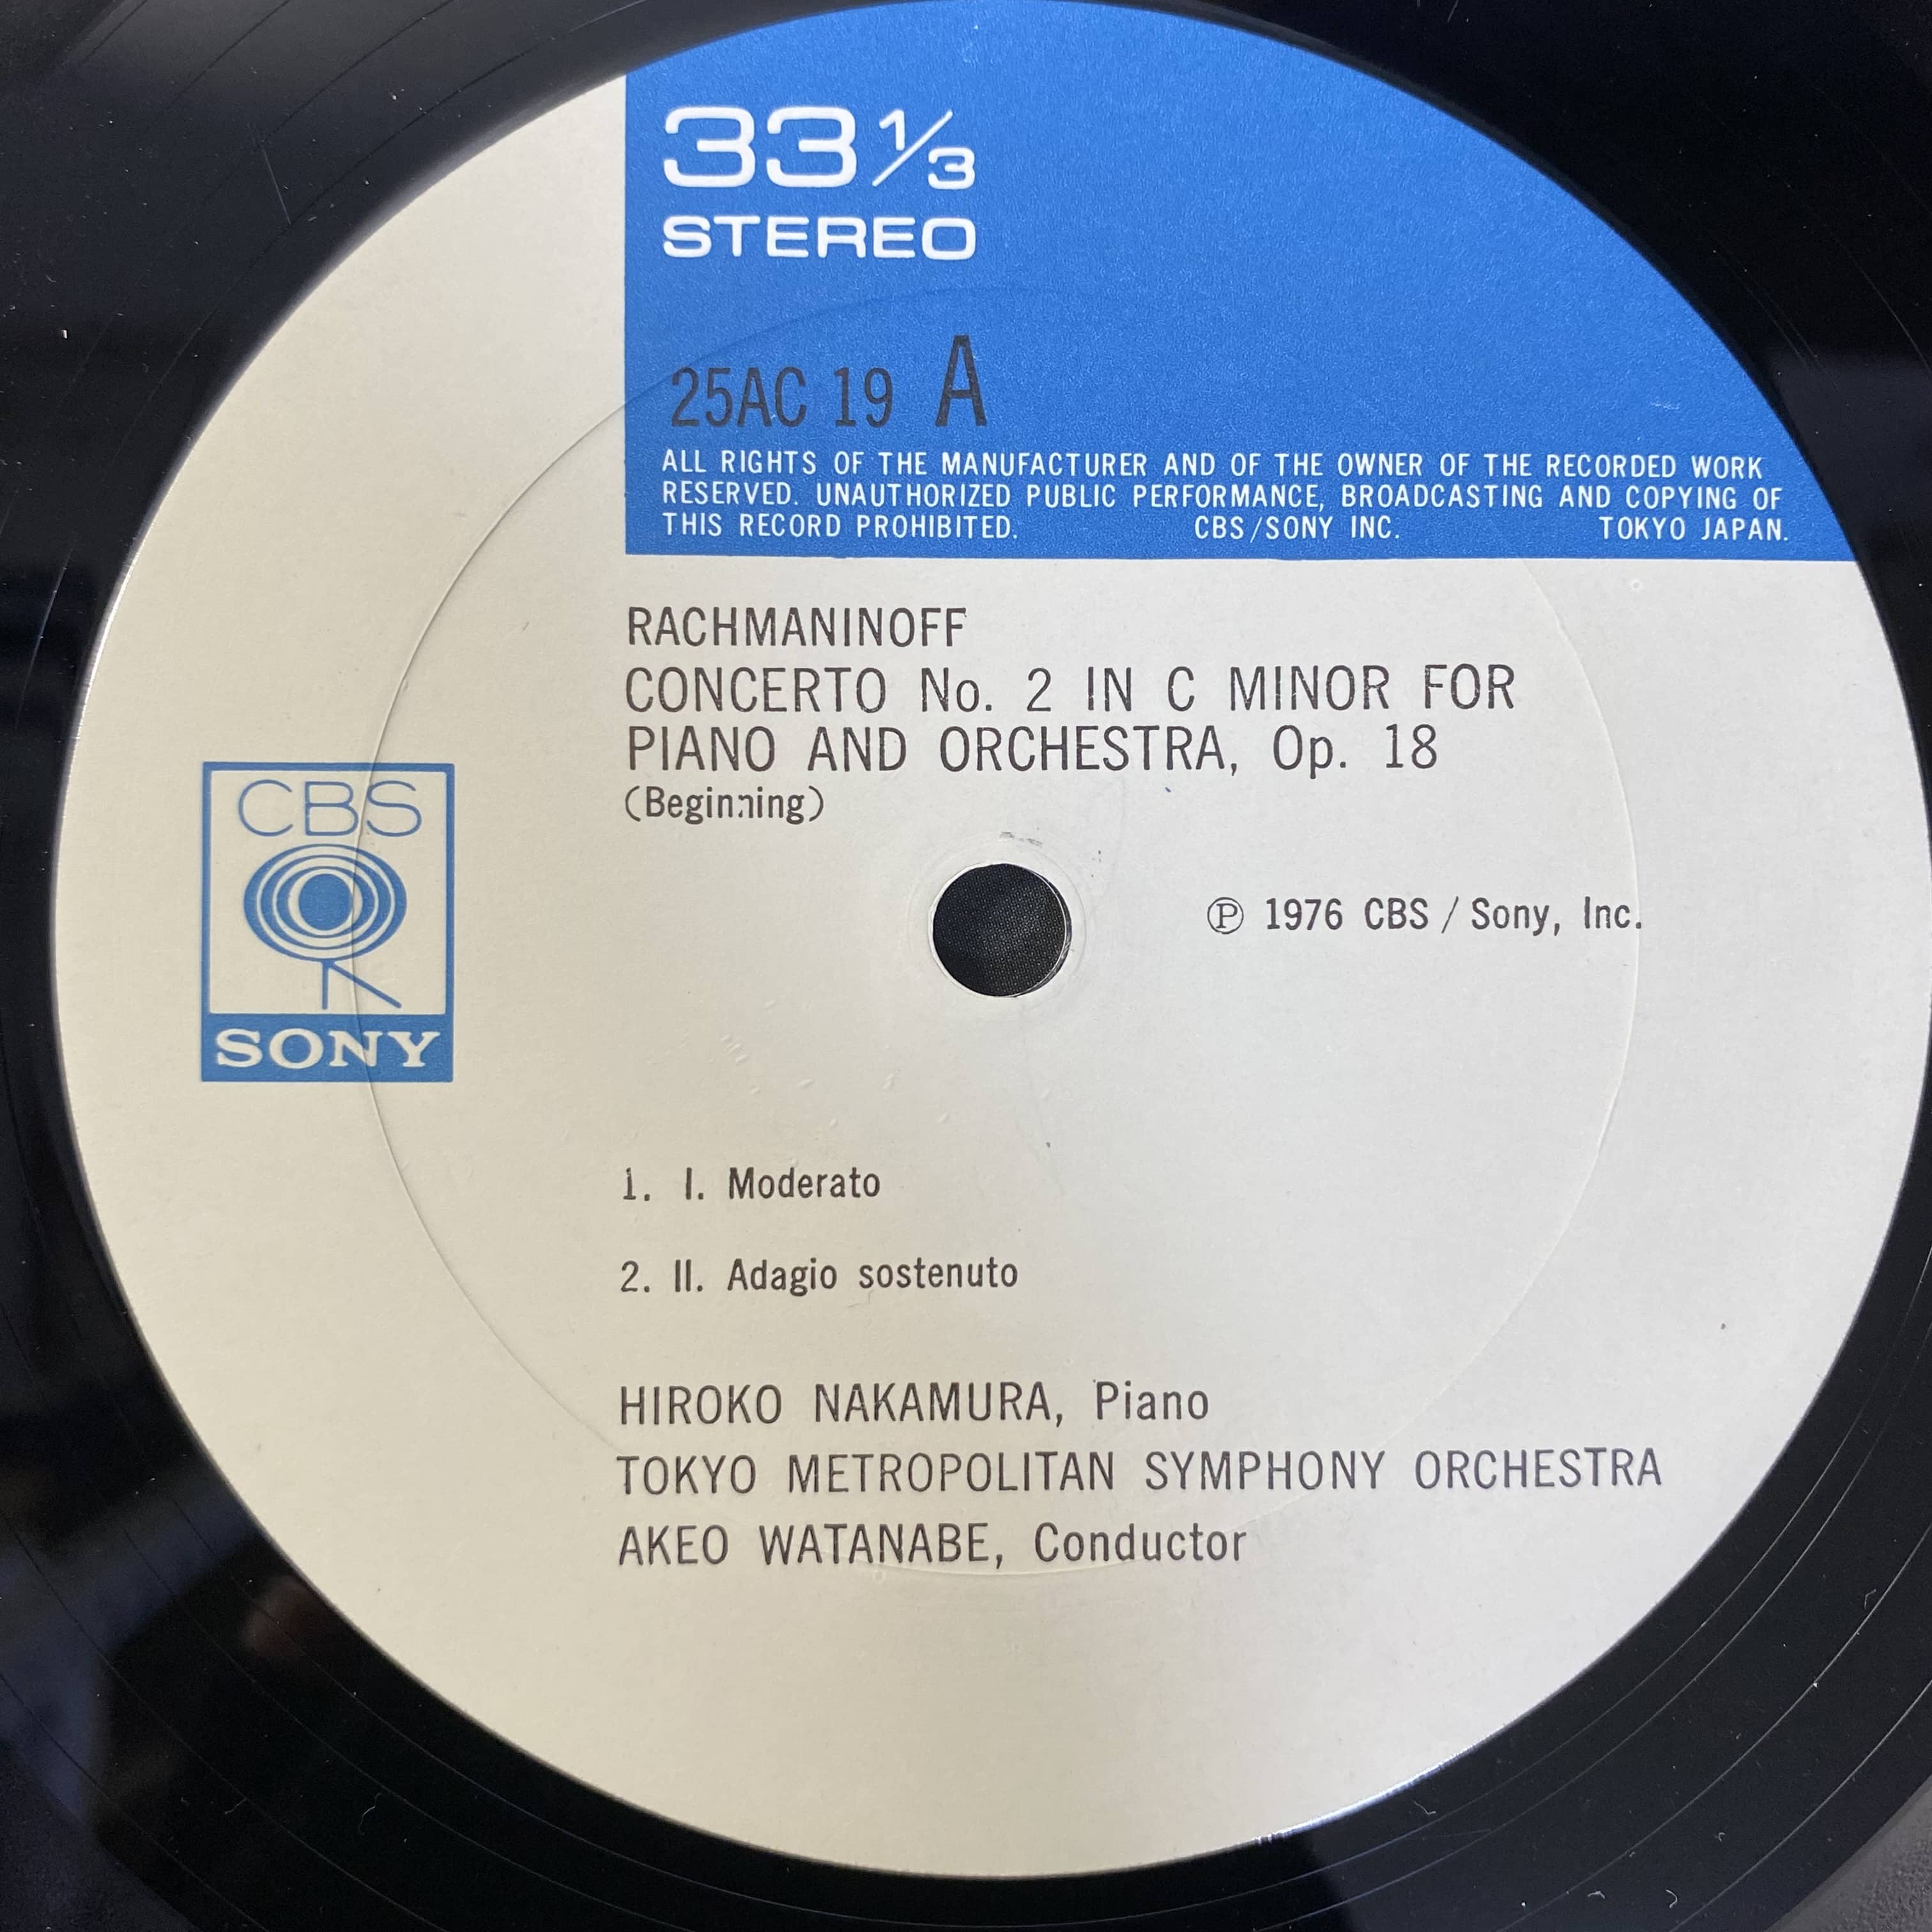 33 1/3
STEREO
25AC 19 A
ALL RIGHTS OF THE MANUFACTURER AND OF THE OWNER OF THE RECORDED WORK
RESERVED. UNAUTHORIZED PUBLIC PERFORMANCE, BROADCASTING AND COPYING OF
THIS RECORD PROHIBITED. CBS/SONY INC. TOKYO JAPAN.
RACHMANINOFF
CONCERTO No. 2 IN C MINOR FOR
PIANO AND ORCHESTRA, Op. 18
(Beginning)
CBS
SONY
℗ 1976 CBS / Sony, Inc.
1. I. Moderato
2. II. Adagio sostenuto
HIROKO NAKAMURA, Piano
TOKYO METROPOLITAN SYMPHONY ORCHESTRA
AKEO WATANABE, Conductor